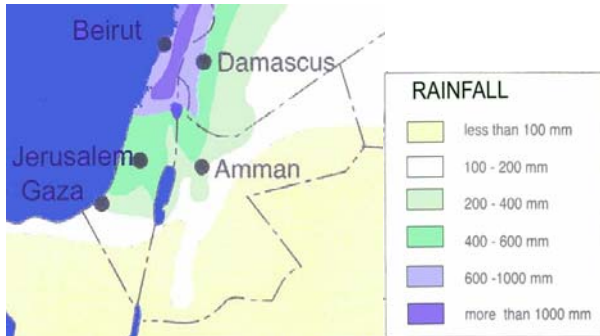 Beirut
Damascus
Jerusalem
Gaza
Amman
RAINFALL
less than 100 mm
100 - 200 mm
200 - 400 mm
400 - 600 mm
600 -1000 mm
more than 1000 mm